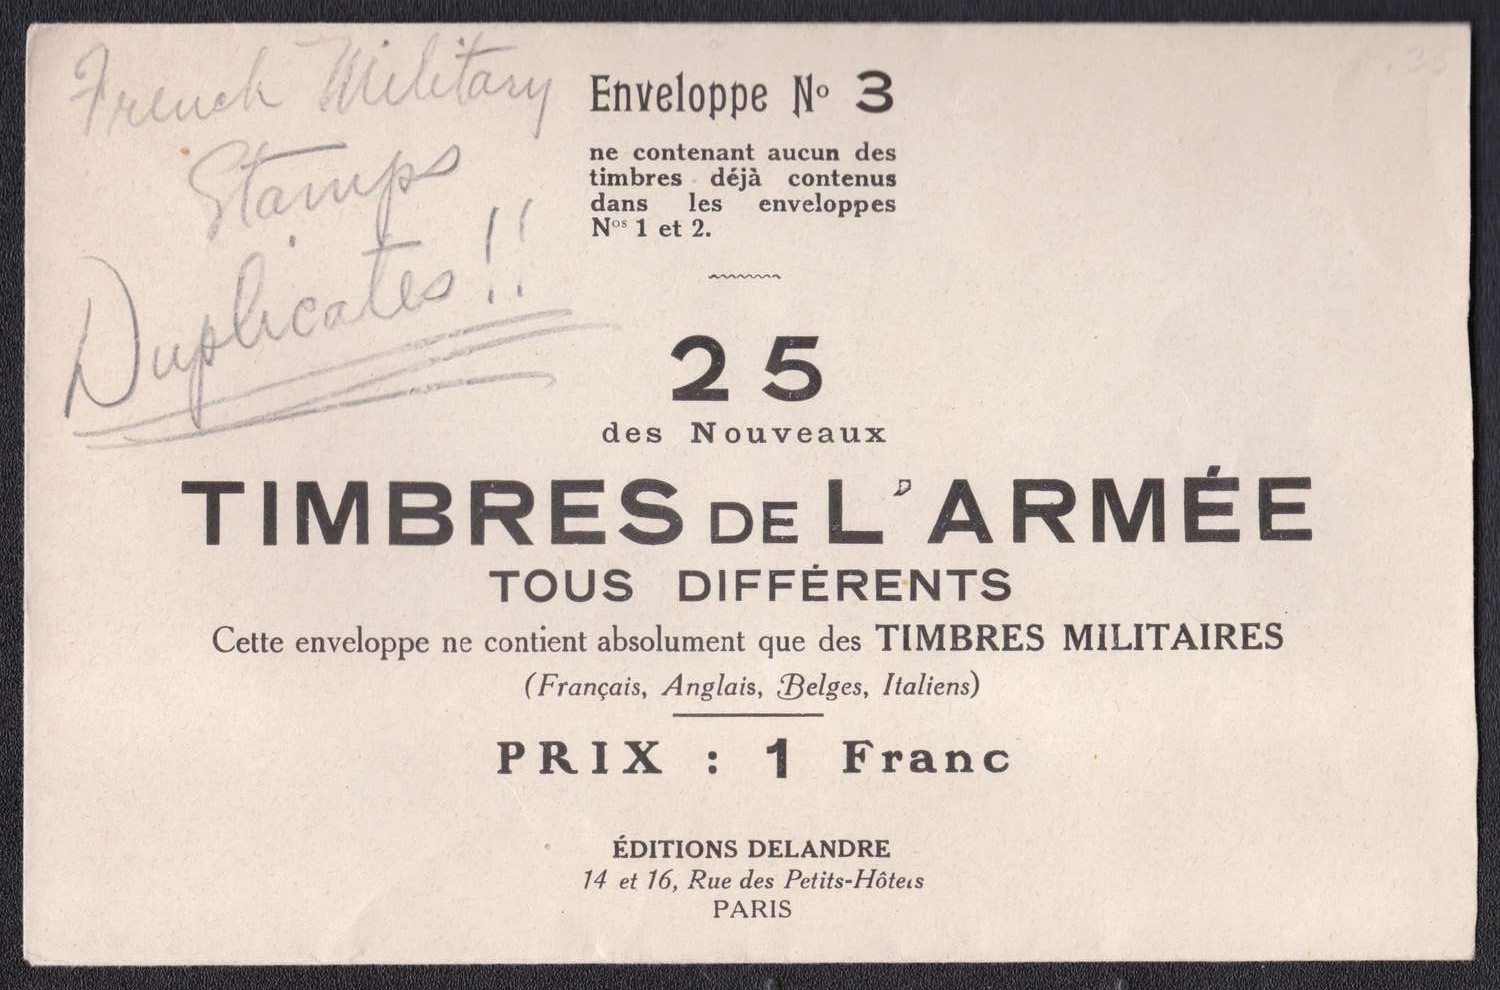 French Military
Stamps
Duplicates!!
Enveloppe Nº 3
ne contenant aucun des
timbres déjà contenus
dans les enveloppes
Nos 1 et 2.
25
des Nouveaux
TIMBRES DE L'ARMÉE
TOUS DIFFÉRENTS
Cette enveloppe ne contient absolument que des TIMBRES MILITAIRES
(Français, Anglais, Belges, Italiens)
PRIX : 1 Franc
ÉDITIONS DELANDRE
14 et 16, Rue des Petits-Hôtels
PARIS